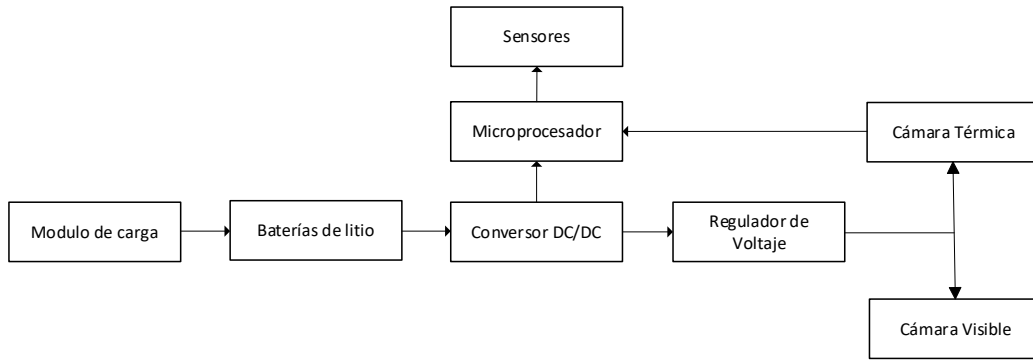 Sensores
Microprocesador
Cámara Térmica
Modulo de carga
Baterías de litio
Conversor DC/DC
Regulador de
Voltaje
Cámara Visible